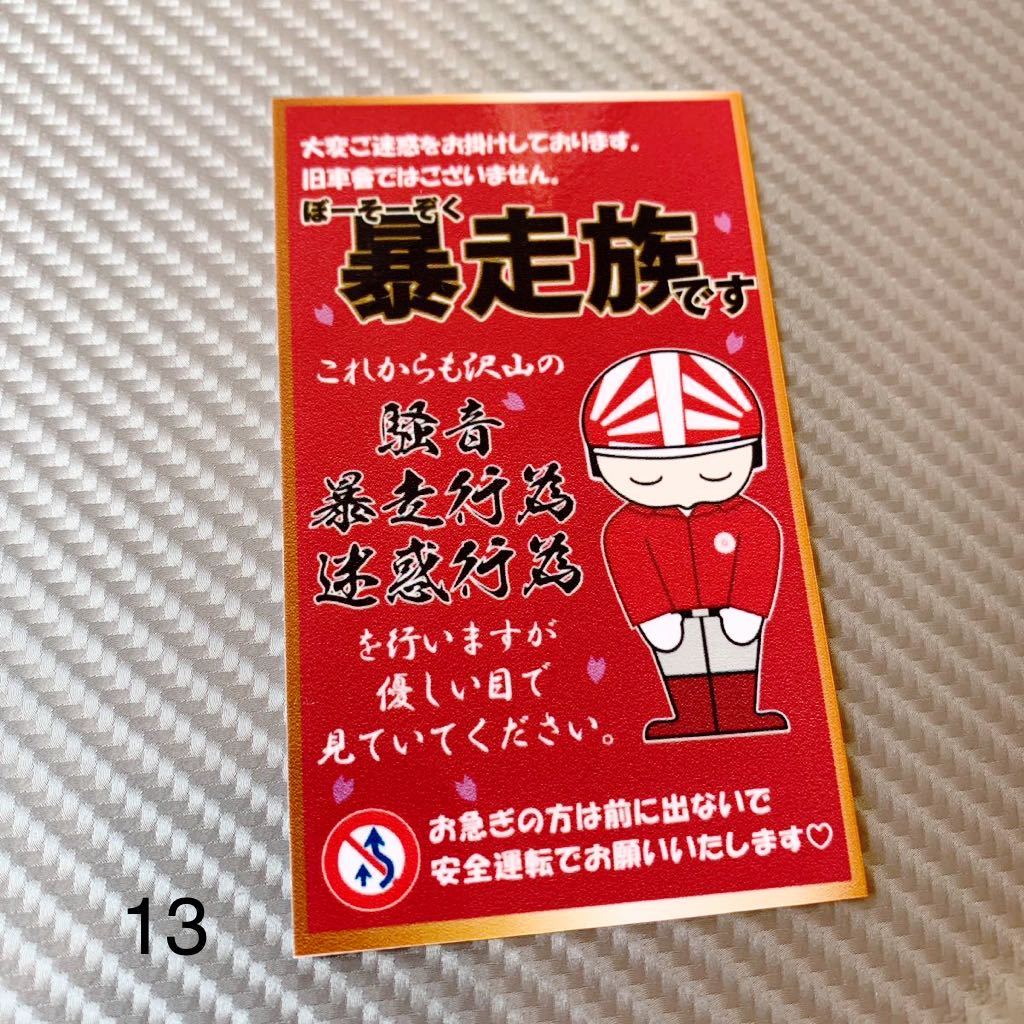 大変ご迷惑をお掛けしております。
旧車會ではございません。
ぼーそーぞく
暴走族です
これからも沢山の
騒音
暴走行為
迷惑行為
を行いますが
優しい目で
見ていてください。
お急ぎの方は前に出ないで
安全運転でお願いいたします♡
13